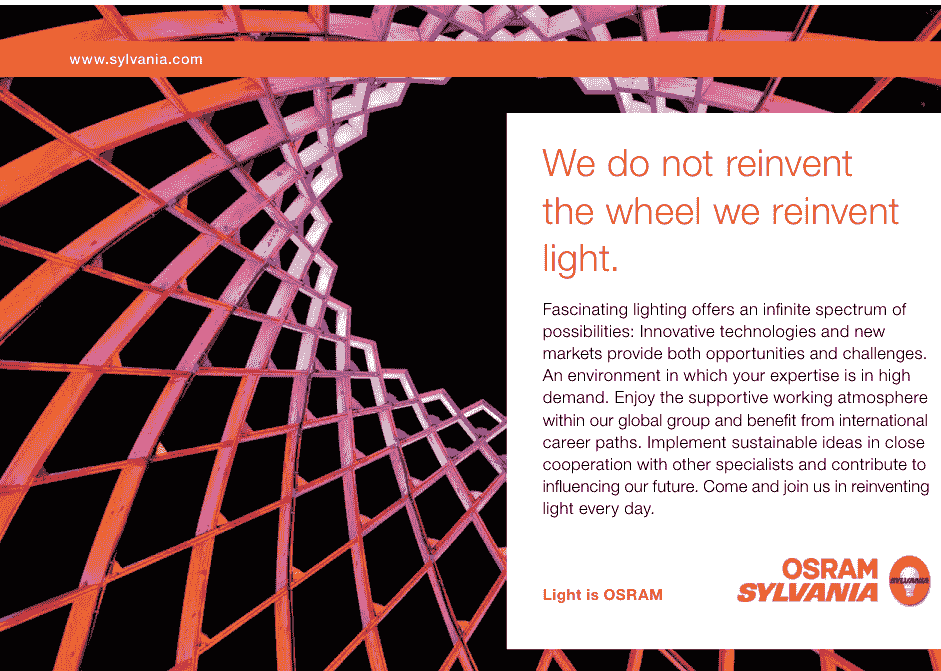 www.sylvania.com
We do not reinvent
the wheel we reinvent
light.
Fascinating lighting offers an infinite spectrum of
possibilities: Innovative technologies and new
markets provide both opportunities and challenges.
An environment in which your expertise is in high
demand. Enjoy the supportive working atmosphere
within our global group and benefit from international
career paths. Implement sustainable ideas in close
cooperation with other specialists and contribute to
influencing our future. Come and join us in reinventing
light every day.
Light is OSRAM
OSRAM
SYLVANIA
SYLVANIA